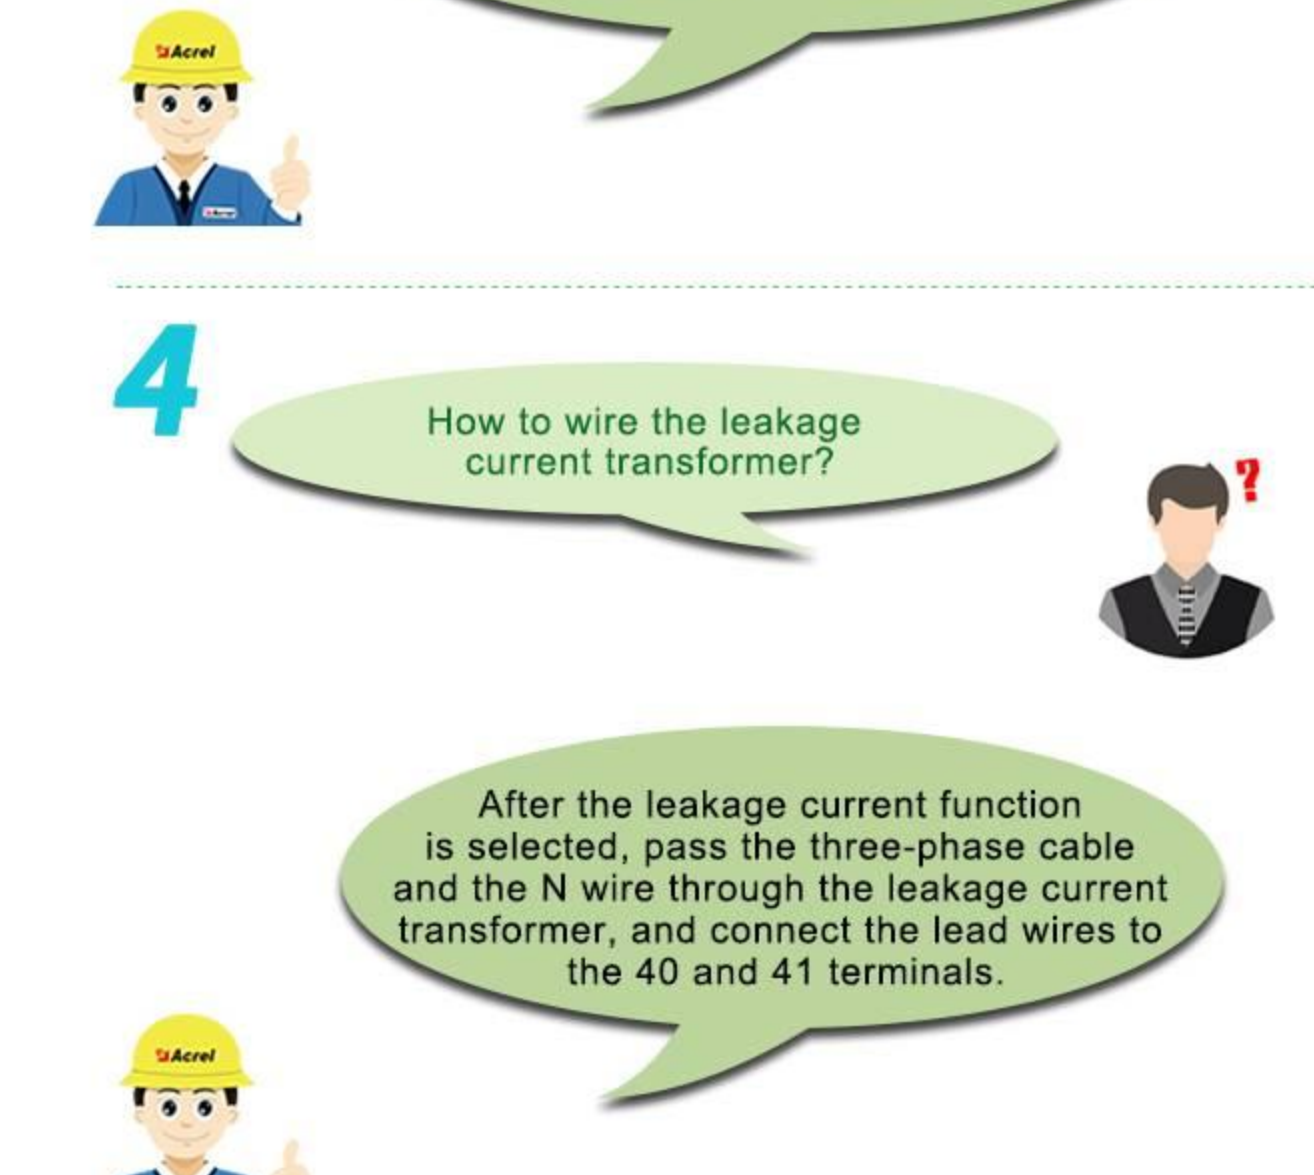 Acrel
Acrel
4
How to wire the leakage
current transformer?
?
After the leakage current function
is selected, pass the three-phase cable
and the N wire through the leakage current
transformer, and connect the lead wires to
the 40 and 41 terminals.
Acrel